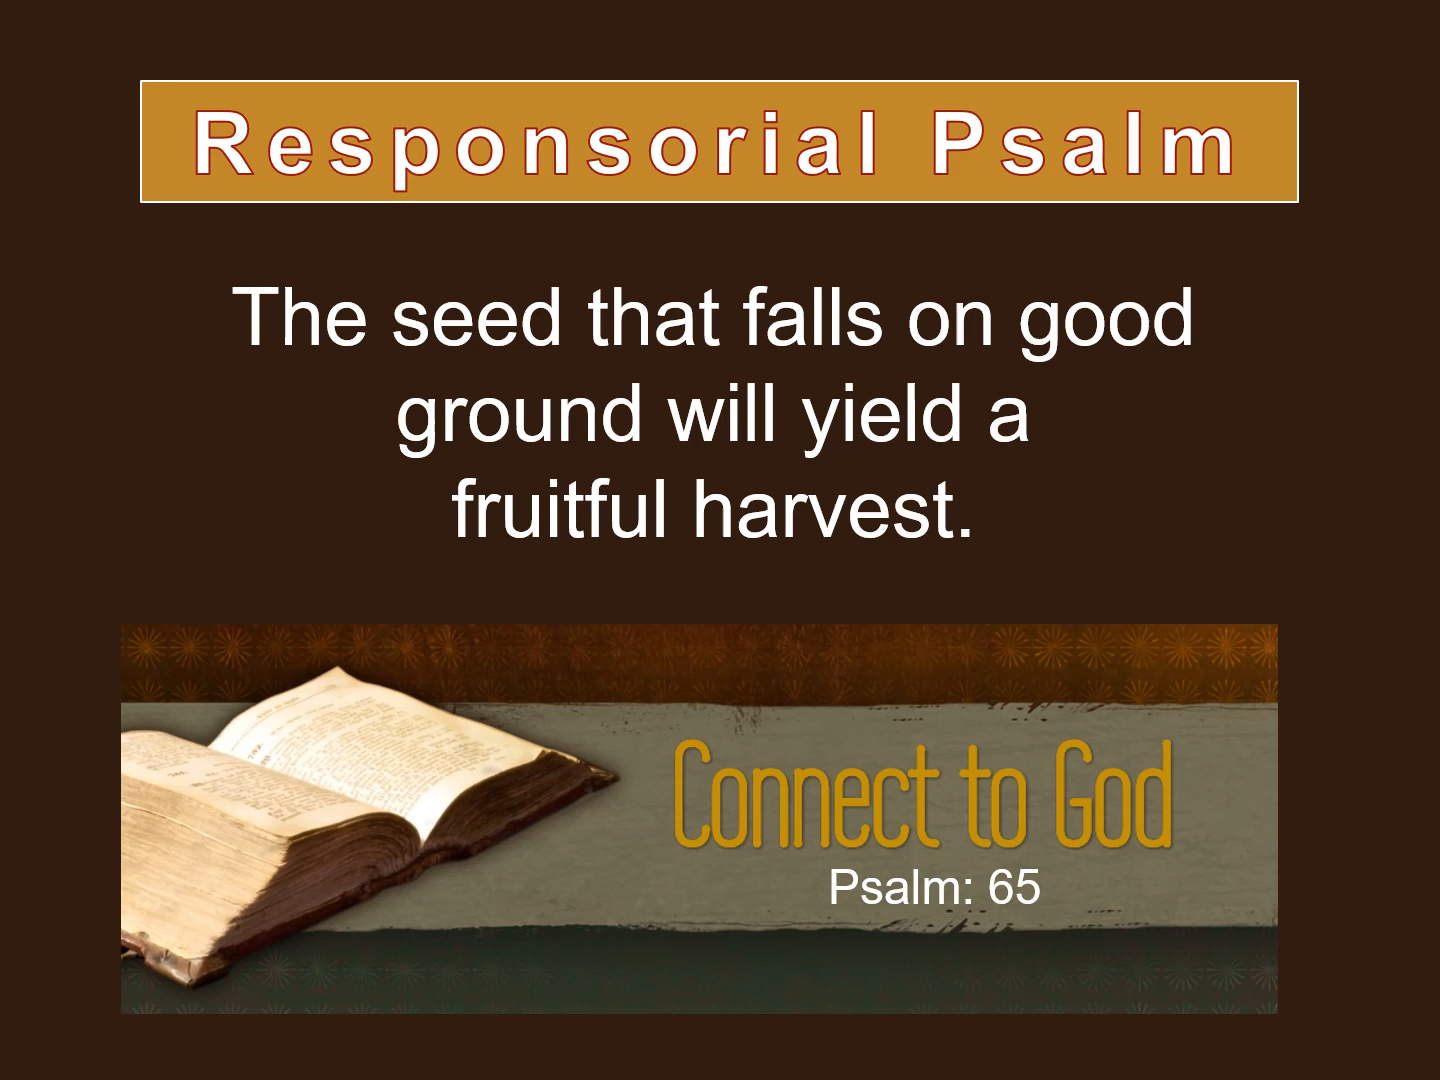 Responsorial Psalm
The seed that falls on good
ground will yield a
fruitful harvest.
Connect to God
Psalm: 65